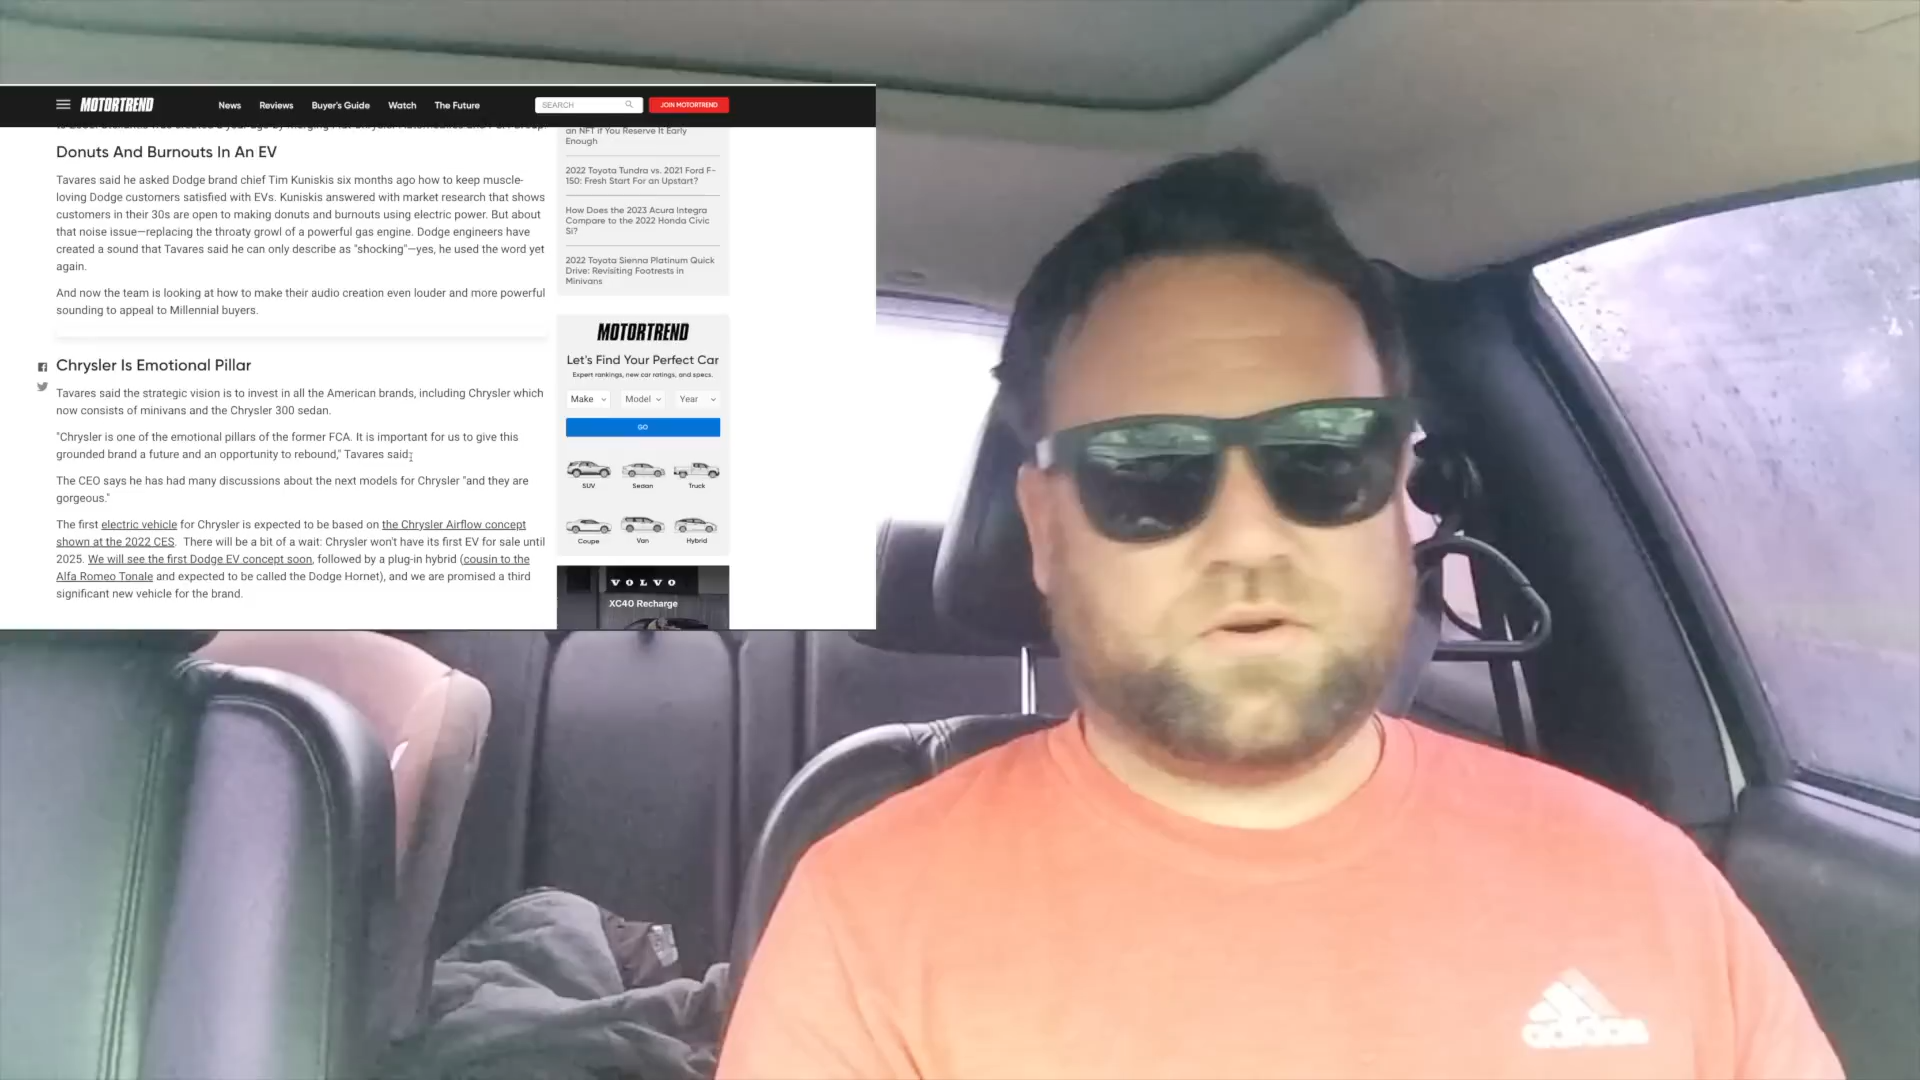 MOTORTREND
News
Reviews
Buyer's Guide
Watch
The Future
SEARCH
JOIN MOTORTREND
Donuts And Burnouts In An EV
Tavares said he asked Dodge brand chief Tim Kuniskis six months ago how to keep muscle-
loving Dodge customers satisfied with EVs. Kuniskis answered with market research that shows
customers in their 30s are open to making donuts and burnouts using electric power. But about
that noise issue—replacing the throaty growl of a powerful gas engine. Dodge engineers have
created a sound that Tavares said he can only describe as "shocking"—yes, he used the word yet
again.
And now the team is looking at how to make their audio creation even louder and more powerful
sounding to appeal to Millennial buyers.
Chrysler Is Emotional Pillar
Tavares said the strategic vision is to invest in all the American brands, including Chrysler which
now consists of minivans and the Chrysler 300 sedan.
"Chrysler is one of the emotional pillars of the former FCA. It is important for us to give this
grounded brand a future and an opportunity to rebound," Tavares said.
The CEO says he has had many discussions about the next models for Chrysler "and they are
gorgeous."
The first electric vehicle for Chrysler is expected to be based on the Chrysler Airflow concept
shown at the 2022 CES. There will be a bit of a wait: Chrysler won't have its first EV for sale until
2025. We will see the first Dodge EV concept soon, followed by a plug-in hybrid (cousin to the
Alfa Romeo Tonale and expected to be called the Dodge Hornet), and we are promised a third
significant new vehicle for the brand.
an NFT if You Reserve It Early
Enough
2022 Toyota Tundra vs. 2021 Ford F-
150: Fresh Start For an Upstart?
How Does the 2023 Acura Integra
Compare to the 2022 Honda Civic
Si?
2022 Toyota Sienna Platinum Quick
Drive: Revisiting Footrests in
Minivans
MOTORTREND
Let's Find Your Perfect Car
Expert rankings, new car ratings, and specs.
Make
Model
Year
GO
SUV
Sedan
Truck
Coupe
Van
Hybrid
VOLVO
XC40 Recharge
adidas